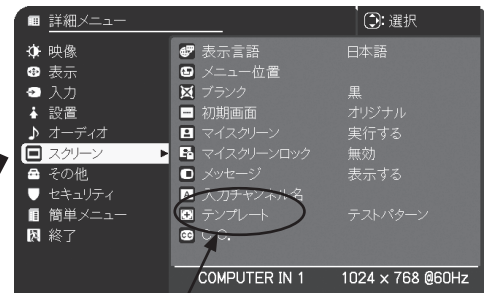 詳細メニュー
:選択
映像
表示
入力
設置
オーディオ
スクリーン
その他
セキュリティ
簡単メニュー
終了
表示言語 日本語
メニュー位置
ブランク 黒
初期画面 オリジナル
マイスクリーン 実行する
マイスクリーンロック 無効
メッセージ 表示する
入力チャンネル名
テンプレート テストパターン
C.C.
COMPUTER IN 1 1024 x 768 @60Hz